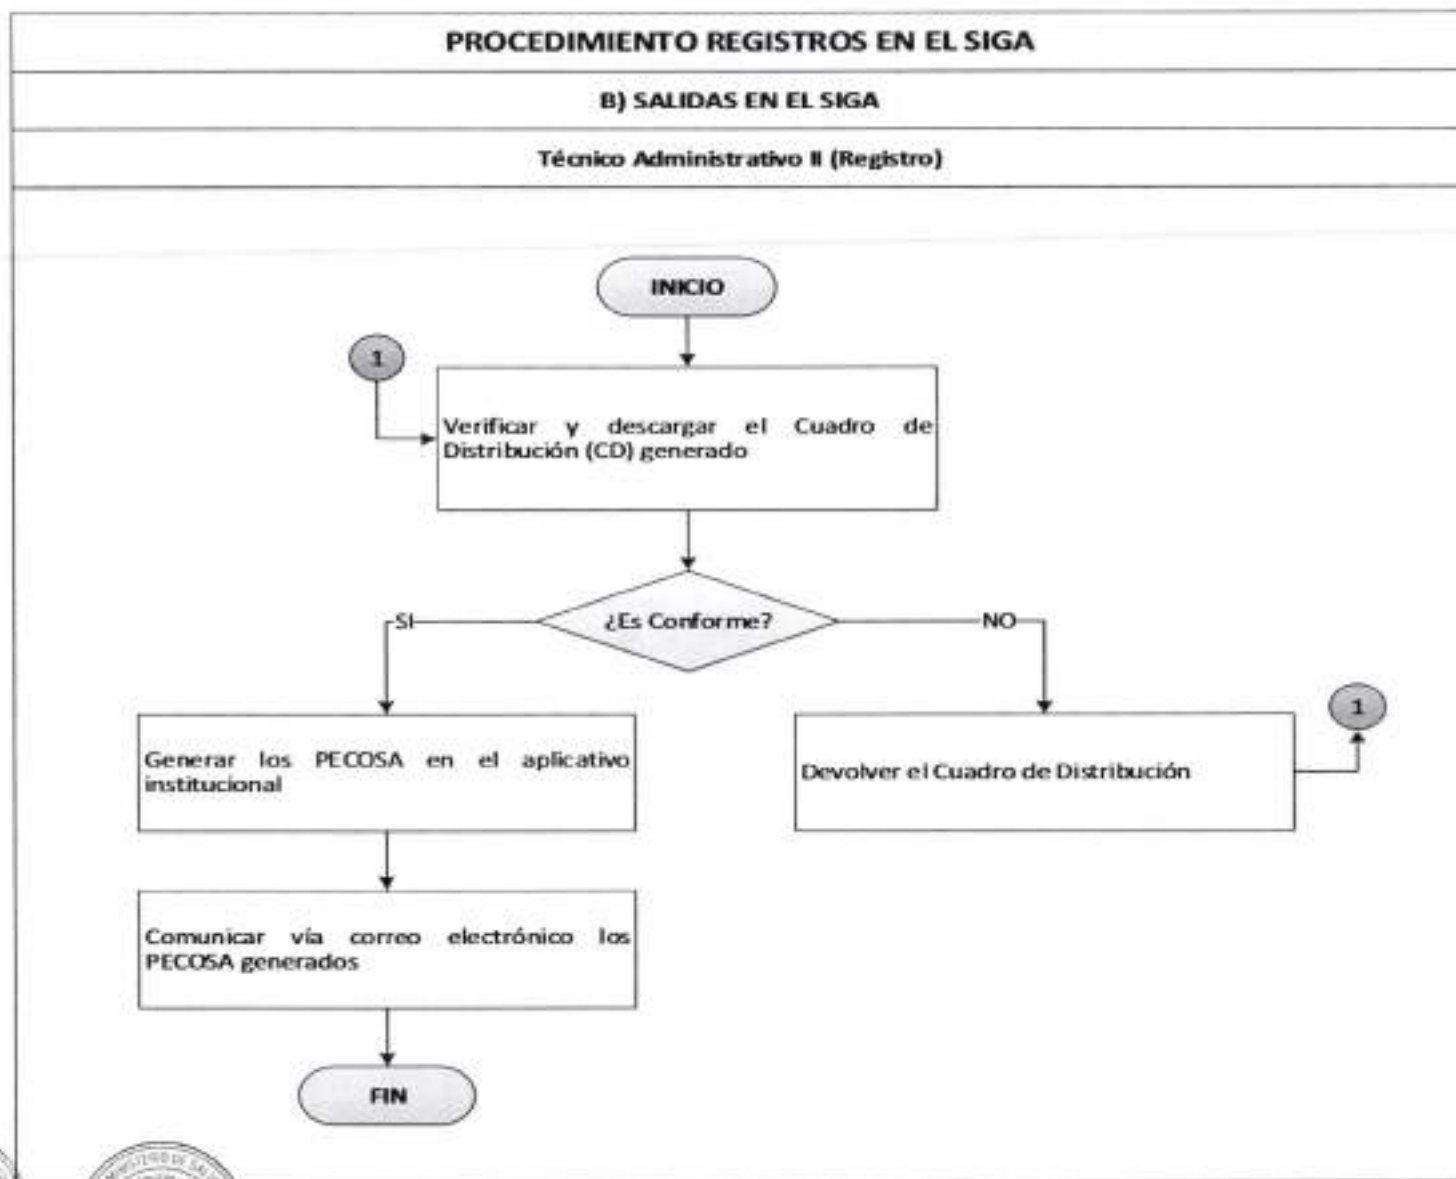 PROCEDIMIENTO REGISTROS EN EL SIGA
B) SALIDAS EN EL SIGA
Técnico Administrativo II (Registro)
INICIO
1
Verificar y descargar el Cuadro de
Distribución (CD) generado
¿Es Conforme?
SI
NO
1
Generar los PECOSA en el aplicativo
institucional
Devolver el Cuadro de Distribución
Comunicar vía correo electrónico los
PECOSA generados
FIN
MINISTERIO DE